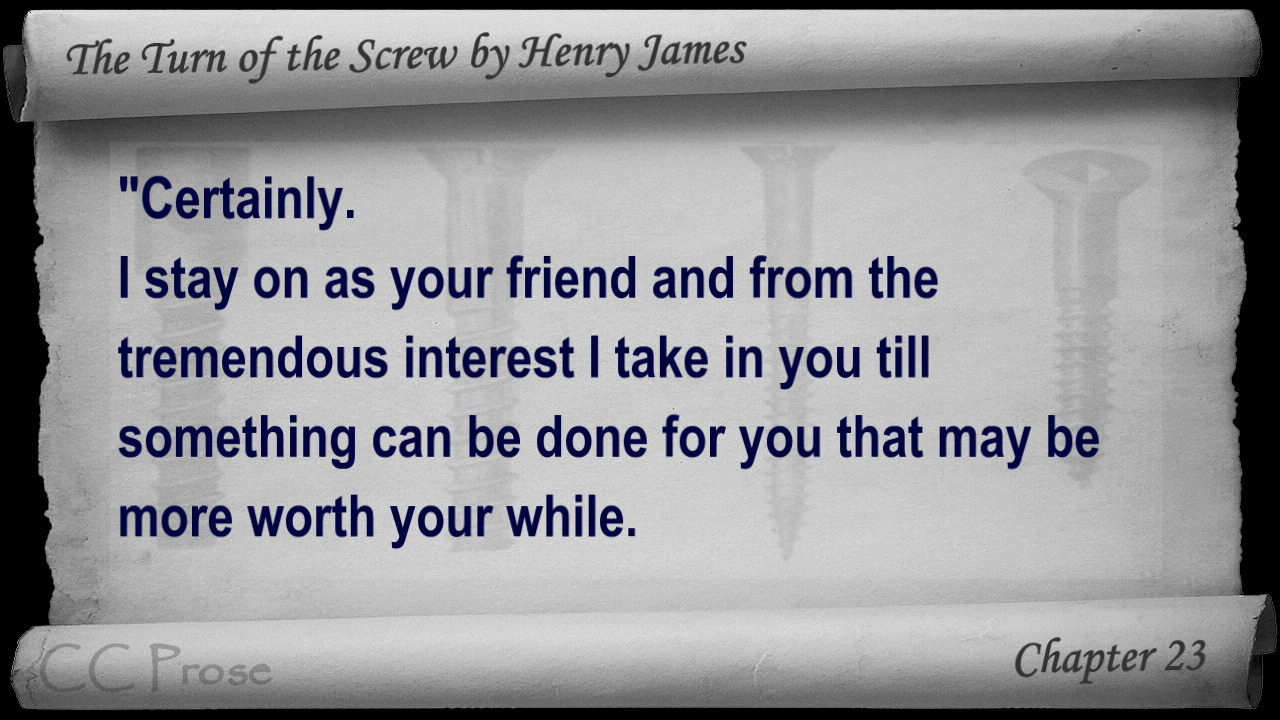 The Turn of the Screw by Henry James
"Certainly.
I stay on as your friend and from the
tremendous interest I take in you till
something can be done for you that may be
more worth your while.
CC Prose
Chapter 23